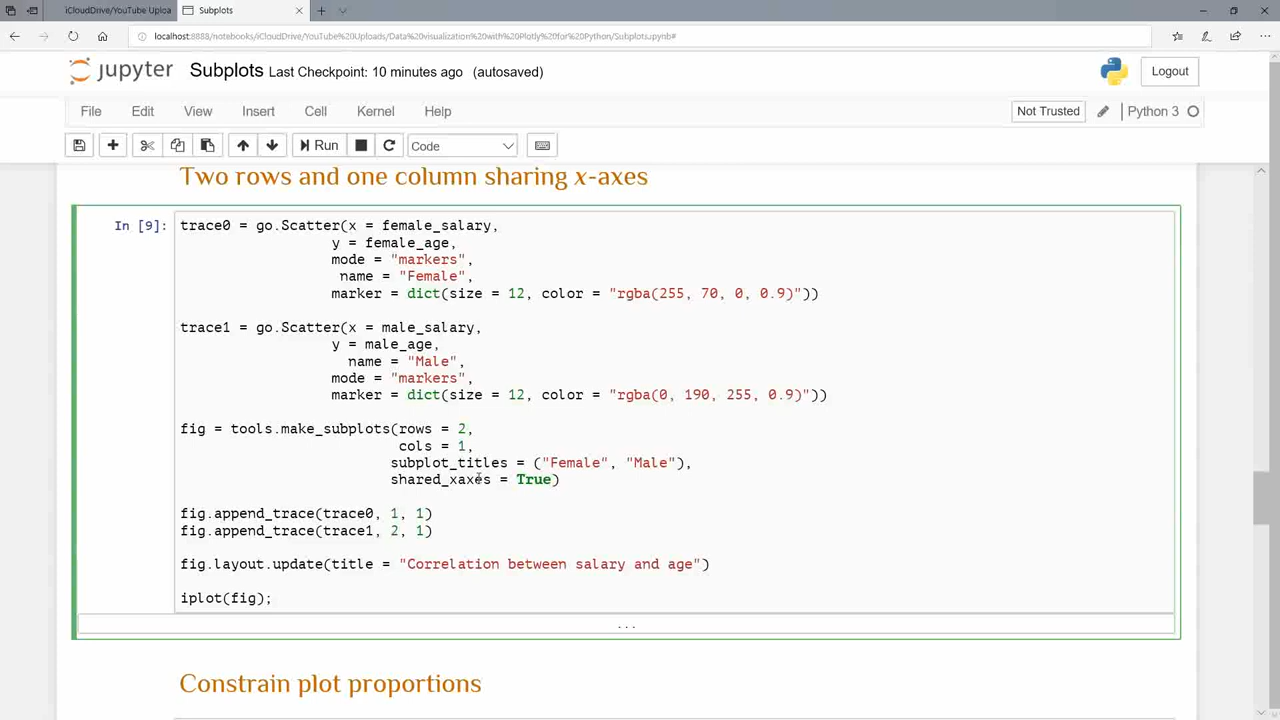 iCloudDrive/YouTube Uploa
Subplots
localhost:8888/notebooks/iCloudDrive/YouTube%20Uploads/Data%20visualization%20with%20Plotly%20for%20Python/Subplots.ipynb#
jupyter Subplots Last Checkpoint: 10 minutes ago (autosaved)
Logout
File Edit View Insert Cell Kernel Help
Not Trusted
Python 3
Run
Code
Two rows and one column sharing x-axes
In [9]:
trace0 = go.Scatter(x = female_salary,
y = female_age,
mode = "markers",
name = "Female",
marker = dict(size = 12, color = "rgba(255, 70, 0, 0.9)"))
trace1 = go.Scatter(x = male_salary,
y = male_age,
name = "Male",
mode = "markers",
marker = dict(size = 12, color = "rgba(0, 190, 255, 0.9)"))
fig = tools.make_subplots(rows = 2,
cols = 1,
subplot_titles = ("Female", "Male"),
shared_xaxes = True)
fig.append_trace(trace0, 1, 1)
fig.append_trace(trace1, 2, 1)
fig.layout.update(title = "Correlation between salary and age")
iplot(fig);
...
Constrain plot proportions